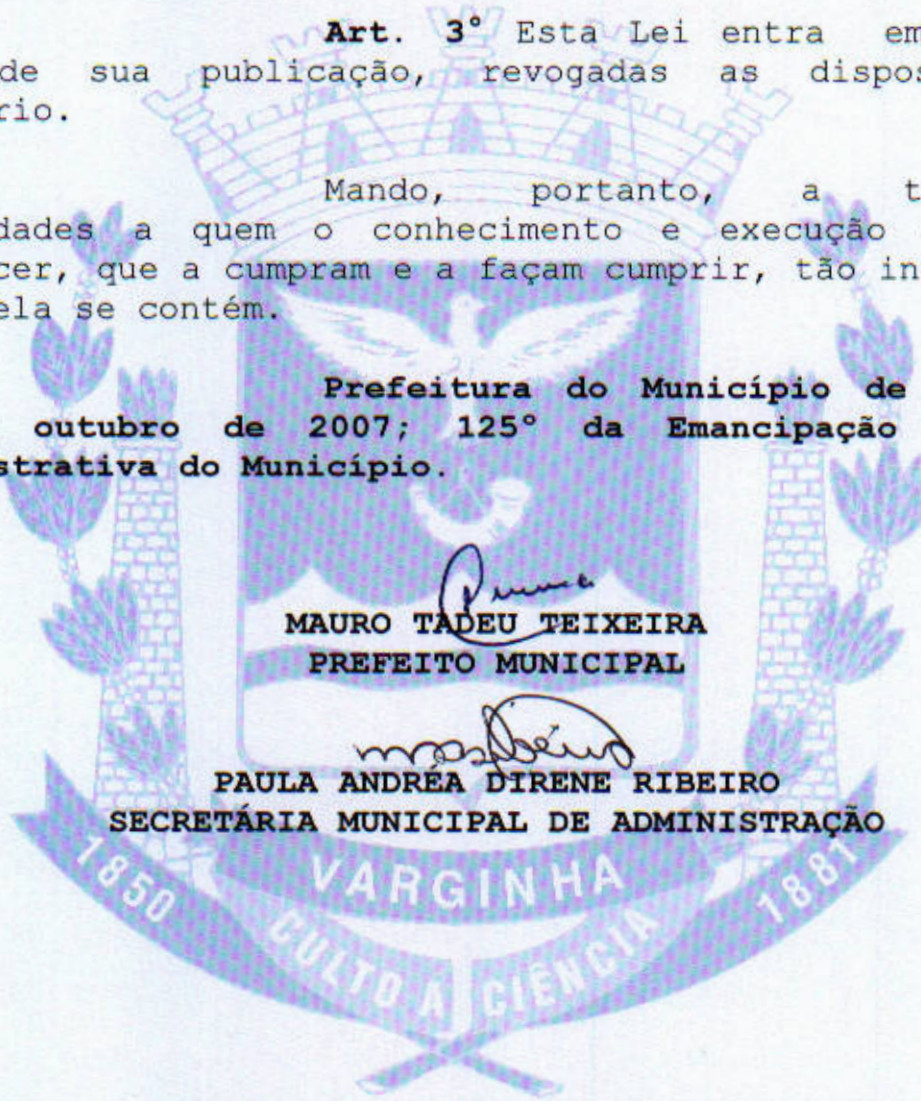 Art. 3° Esta Lei entra em
de sua publicação, revogadas as dispos
rio.
Mando, portanto, a t
dades a quem o conhecimento e execução
cer, que a cumpram e a façam cumprir, tão in
ela se contém.
Prefeitura do Município de
outubro de 2007; 125° da Emancipação
strativa do Município.
MAURO TADEU TEIXEIRA
PREFEITO MUNICIPAL
PAULA ANDRÉA DIRENE RIBEIRO
SECRETÁRIA MUNICIPAL DE ADMINISTRAÇÃO
1850 VARGINHA 1881
CULTO A CIÊNCIA